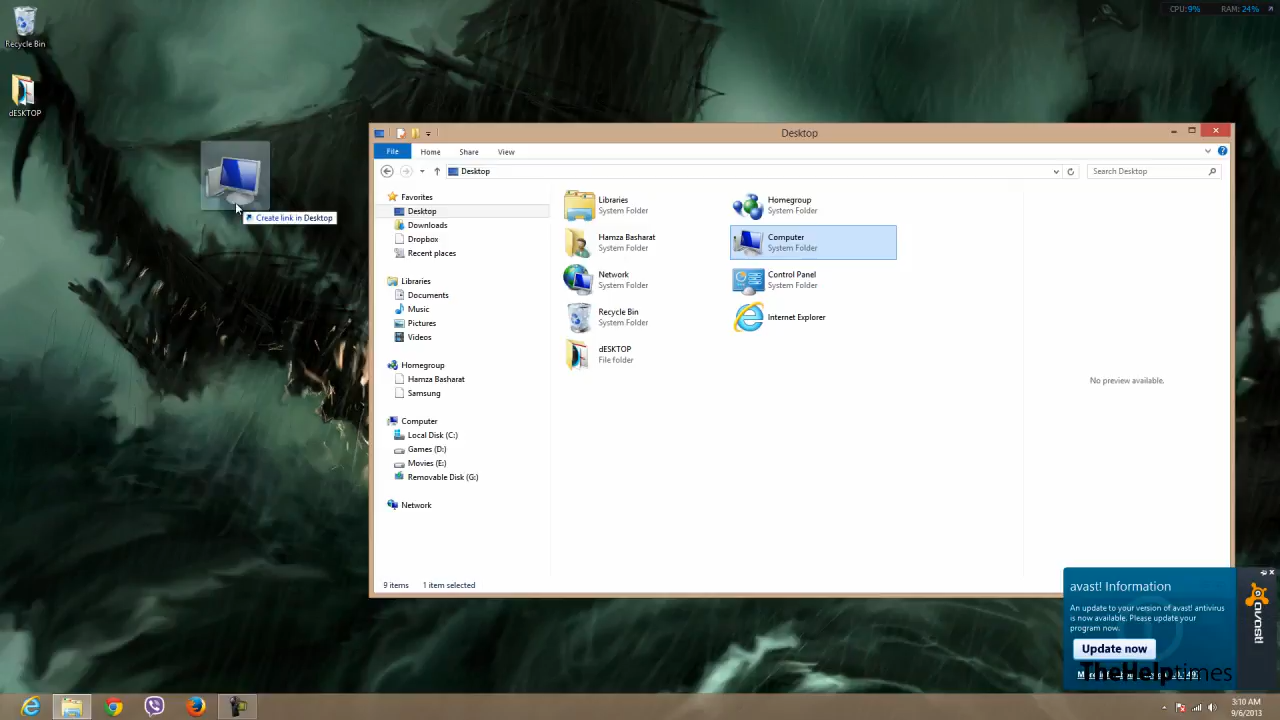 CPU:9% RAM: 24%
Recycle Bin
dESKTOP
Create link in Desktop
Desktop
File Home Share View
Desktop
Search Desktop
Favorites
Desktop
Downloads
Dropbox
Recent places
Libraries
Documents
Music
Pictures
Videos
Homegroup
Hamza Basharat
Samsung
Computer
Local Disk (C:)
Games (D:)
Movies (E:)
Removable Disk (G:)
Network
Libraries
System Folder
Homegroup
System Folder
Hamza Basharat
System Folder
Computer
System Folder
Network
System Folder
Control Panel
System Folder
Recycle Bin
System Folder
Internet Explorer
dESKTOP
File folder
No preview available.
9 items 1 item selected
avast! Information
An update to your version of avast! antivirus
is now available. Please update your
program now.
Update now
avast!
TheHelptimes
3:10 AM
9/6/2013